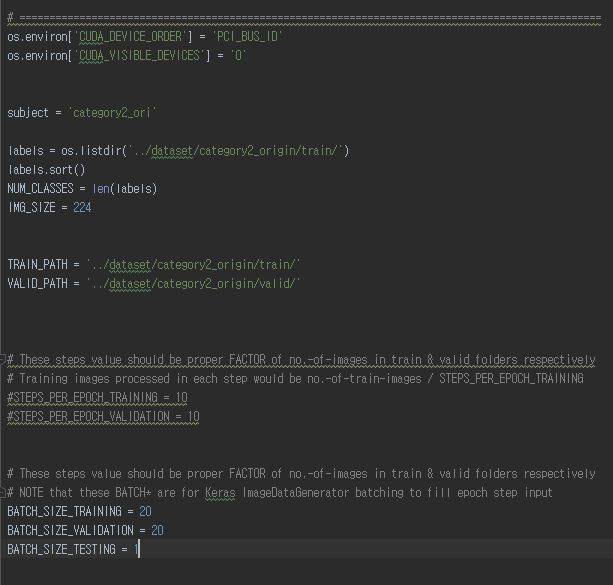 # ================================================================================
os.environ['CUDA_DEVICE_ORDER'] = 'PCI_BUS_ID'
os.environ['CUDA_VISIBLE_DEVICES'] = '0'
subject = 'category2_ori'
labels = os.listdir('../dataset/category2_origin/train/')
labels.sort()
NUM_CLASSES = len(labels)
IMG_SIZE = 224
TRAIN_PATH = '../dataset/category2_origin/train/'
VALID_PATH = '../dataset/category2_origin/valid/'
# These steps value should be proper FACTOR of no.-of-images in train & valid folders respectively
# Training images processed in each step would be no.-of-train-images / STEPS_PER_EPOCH_TRAINING
#STEPS_PER_EPOCH_TRAINING = 10
#STEPS_PER_EPOCH_VALIDATION = 10
# These steps value should be proper FACTOR of no.-of-images in train & valid folders respectively
# NOTE that these BATCH* are for Keras ImageDataGenerator batching to fill epoch step input
BATCH_SIZE_TRAINING = 20
BATCH_SIZE_VALIDATION = 20
BATCH_SIZE_TESTING = 1